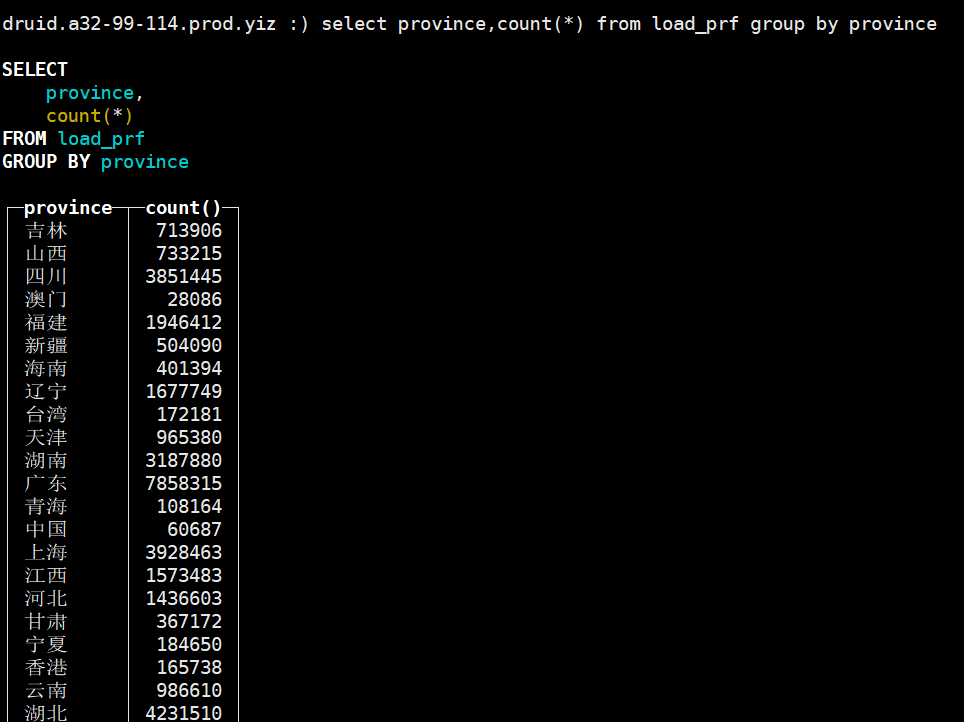 druid.a32-99-114.prod.yiz :) select province,count(*) from load_prf group by province
SELECT
province,
count(*)
FROM load_prf
GROUP BY province
province count()
吉林 713906
山西 733215
四川 3851445
澳门 28086
福建 1946412
新疆 504090
海南 401394
辽宁 1677749
台湾 172181
天津 965380
湖南 3187880
广东 7858315
青海 108164
中国 60687
上海 3928463
江西 1573483
河北 1436603
甘肃 367172
宁夏 184650
香港 165738
云南 986610
湖北 4231510